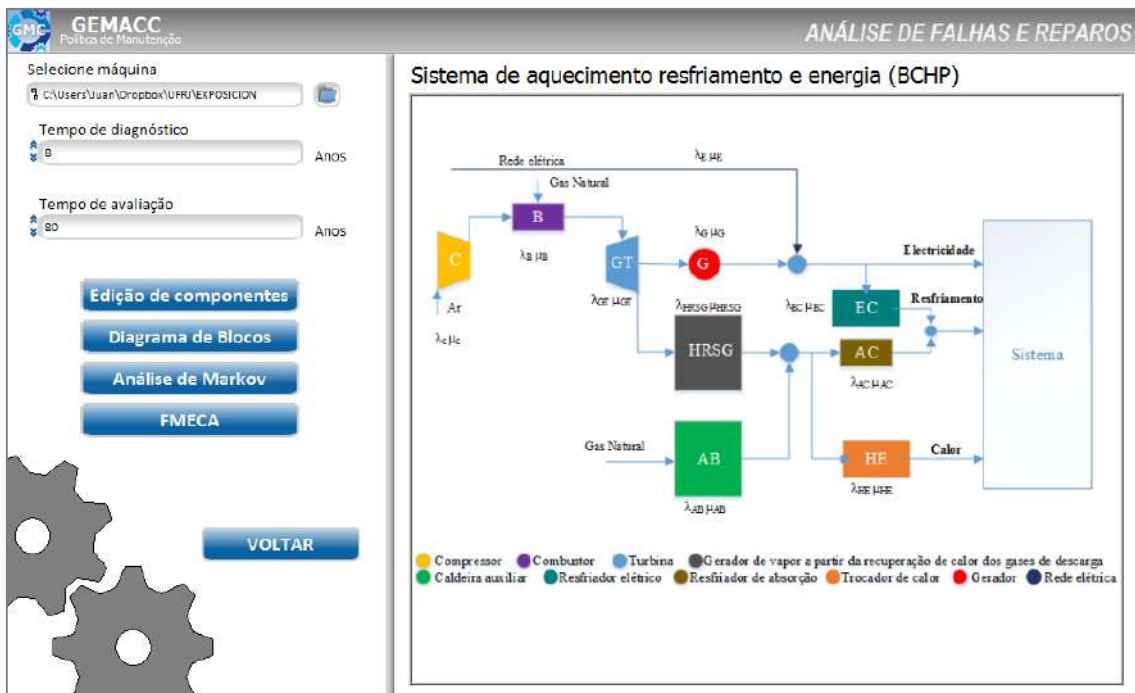 GMC
GEMACC
Política de Manutenção
ANÁLISE DE FALHAS E REPAROS
Selecione máquina
C:\Users\Juan\Dropbox\UFRJ\EXPOSICION
Tempo de diagnóstico
Anos
Tempo de avaliação
80
Anos
Edição de componentes
Diagrama de Blocos
Análise de Markov
FMECA
VOLTAR
Sistema de aquecimento resfriamento e energia (BCHP)
Rede elétrica
λE μE
Gas Natural
B
λB μB
C
Ar
λc μc
GT
λGT μGT
λG μG
G
λHRSG μHRSG
HRSG
λEC μEC
EC
AC
λAC μAC
Electricidade
Resfriamento
Sistema
Gas Natural
AB
λAB μAB
HE
λHE μHE
Calor
Compressor Combustor Turbina Gerador de vapor a partir da recuperação de calor dos gases de descarga
Caldeira auxiliar Resfriador elétrico Resfriador de absorção Trocador de calor Gerador Rede elétrica